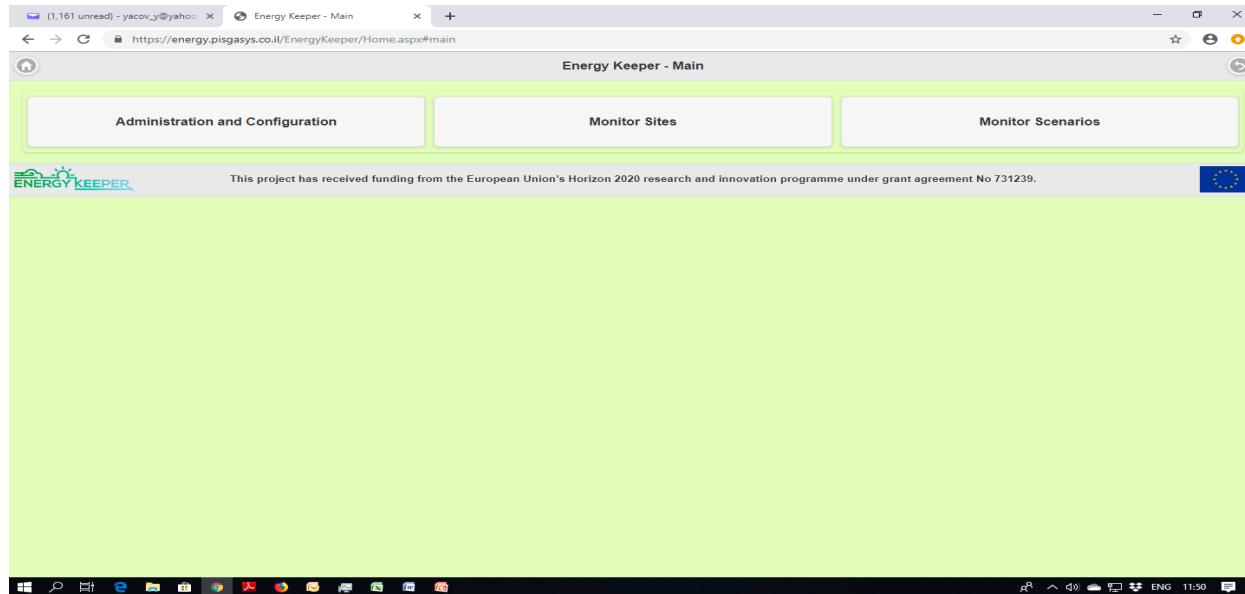 (1,161 unread) - yacov_y@yahoo
Energy Keeper - Main
https://energy.pisgasys.co.il/EnergyKeeper/Home.aspx#main
Energy Keeper - Main
Administration and Configuration
Monitor Sites
Monitor Scenarios
ENERGY KEEPER
This project has received funding from the European Union's Horizon 2020 research and innovation programme under grant agreement No 731239.
ENG 11:50